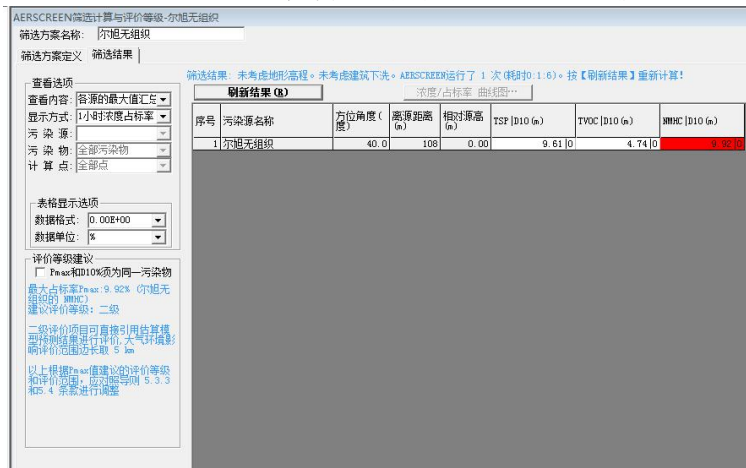 AERSCREEN筛选计算与评价等级-尔旭无组织
筛选方案名称: 尔旭无组织
筛选方案定义 筛选结果
筛选结果: 未考虑地形高程。未考虑建筑下洗。AERSCREEN运行了 1 次(耗时0:1:6)。按【刷新结果】重新计算!
查看选项
查看内容: 各源的最大值汇总
显示方式: 1小时浓度占标率
污 染 源:
污 染 物: 全部污染物
计 算 点: 全部点
表格显示选项
数据格式: 0.00E+00
数据单位: %
评价等级建议
Pmax和D10%须为同一污染物
最大占标率Pmax:9.92% (尔旭无
组织的 NMHC)
建议评价等级: 二级
二级评价项目可直接引用估算模
型预测结果进行评价,大气环境影
响评价范围边长取 5 km
以上根据Pmax值建议的评价等级
和评价范围, 应对照导则 5.3.3
和5.4 条款进行调整
刷新结果(R) 浓度/占标率 曲线图…
序号 污染源名称 方位角度(度) 离源距离(m) 相对源高(m) TSP|D10(m) TVOC|D10(m) NMHC|D10(m)
1 尔旭无组织 40.0 108 0.00 9.61|0 4.74|0 9.92|0